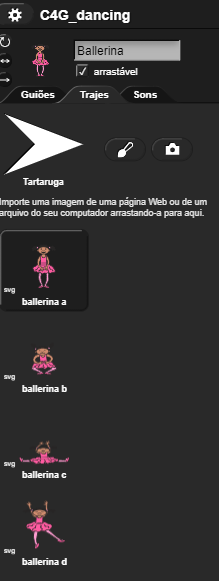 C4G_dancing
Ballerina
arrastável
Guiões Trajes Sons
Tartaruga
Importe uma imagem de uma página Web ou de um
arquivo do seu computador arrastando-a para aqui.
svg
ballerina a
svg
ballerina b
svg
ballerina c
svg
ballerina d